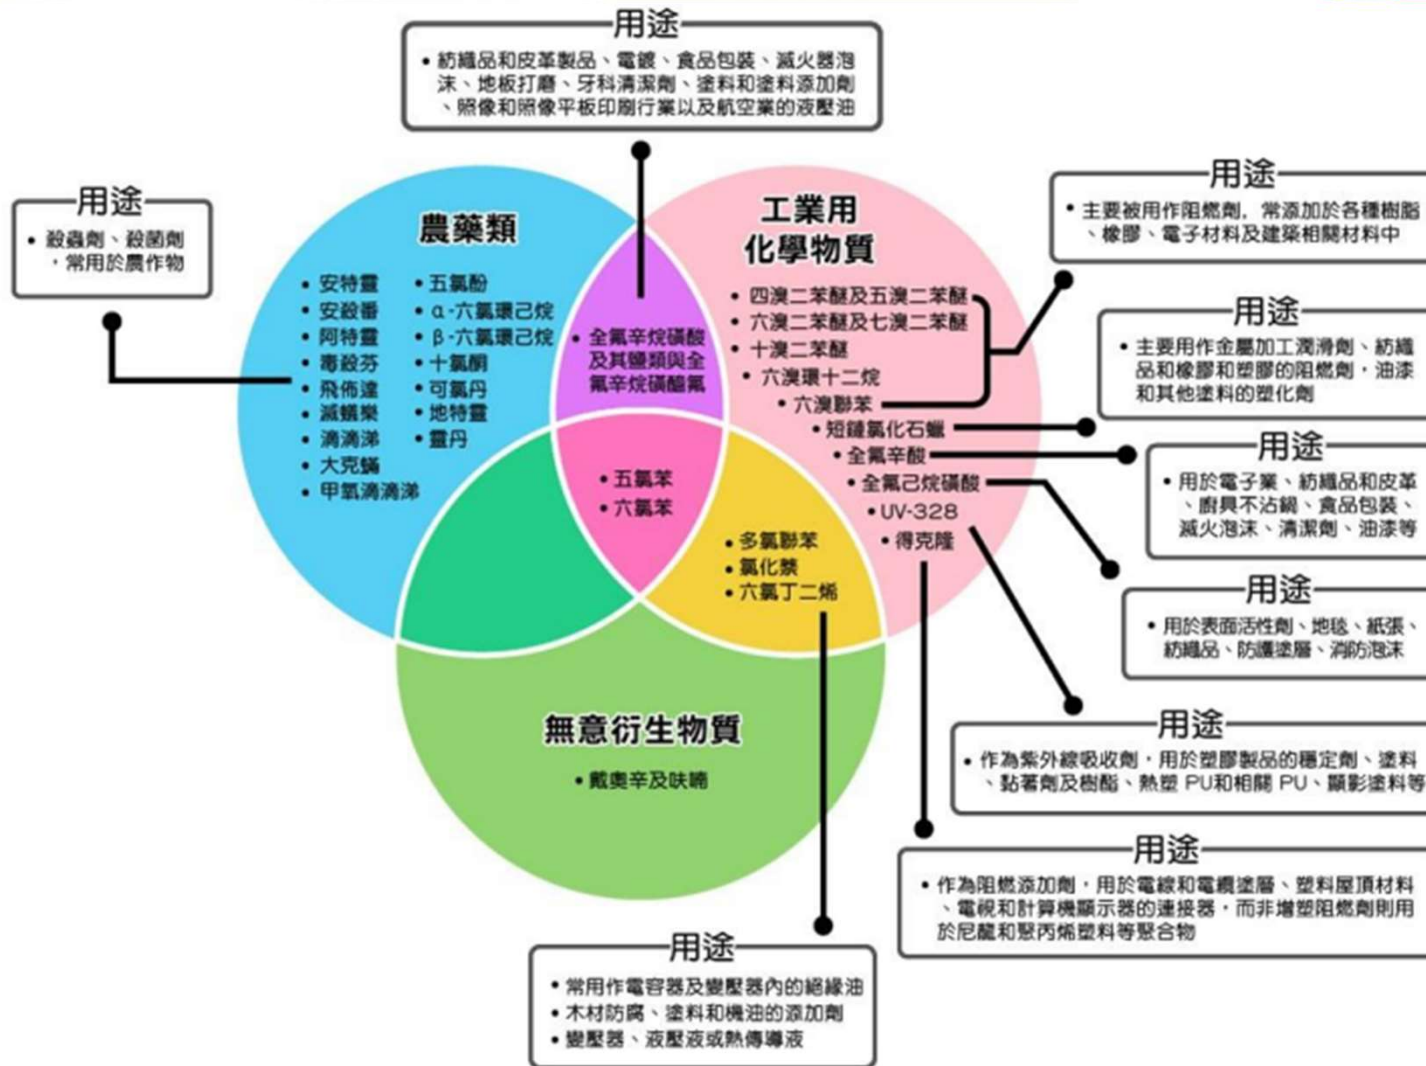 用途
• 紡織品和皮革製品、電鍍、食品包裝、滅火器泡
沫、地板打磨、牙科清潔劑、塗料和塗料添加劑
、照像和照像平板印刷行業以及航空業的液壓油
用途
• 殺蟲劑、殺菌劑
，常用於農作物
農藥類
• 安特靈
• 安殺番
• 阿特靈
• 毒殺芬
• 飛佈達
• 滅蟻樂
• 滴滴涕
• 大克蟎
• 甲氧滴滴涕
• 五氯酚
• α-六氯環己烷
• β-六氯環己烷
• 十氯酮
• 可氯丹
• 地特靈
• 靈丹
• 全氟辛烷磺酸
及其鹽類與全
氟辛烷磺醯氟
工業用
化學物質
• 四溴二苯醚及五溴二苯醚
• 六溴二苯醚及七溴二苯醚
• 十溴二苯醚
• 六溴環十二烷
• 六溴聯苯
• 短鏈氯化石蠟
• 全氟辛酸
• 全氟己烷磺酸
• UV-328
• 得克隆
• 五氯苯
• 六氯苯
• 多氯聯苯
• 氯化萘
• 六氯丁二烯
無意衍生物質
• 戴奧辛及呋喃
用途
• 主要被用作阻燃劑，常添加於各種樹脂
、橡膠、電子材料及建築相關材料中
用途
• 主要用作金屬加工潤滑劑、紡織
品和橡膠和塑膠的阻燃劑，油漆
和其他塗料的塑化劑
用途
• 用於電子業、紡織品和皮革
、廚具不沾鍋、食品包裝、
滅火泡沫、清潔劑、油漆等
用途
• 用於表面活性劑、地毯、紙張、
紡織品、防護塗層、消防泡沫
用途
• 作為紫外線吸收劑，用於塑膠製品的穩定劑、塗料
、黏著劑及樹酯、熱塑 PU和相關 PU、顯影塗料等
用途
• 作為阻燃添加劑，用於電線和電纜塗層、塑料屋頂材料
、電視和計算機顯示器的連接器，而非增塑阻燃劑則用
於尼龍和聚丙烯塑料等聚合物
用途
• 常用作電容器及變壓器內的絕緣油
• 木材防腐、塗料和機油的添加劑
• 變壓器、液壓液或熱傳導液